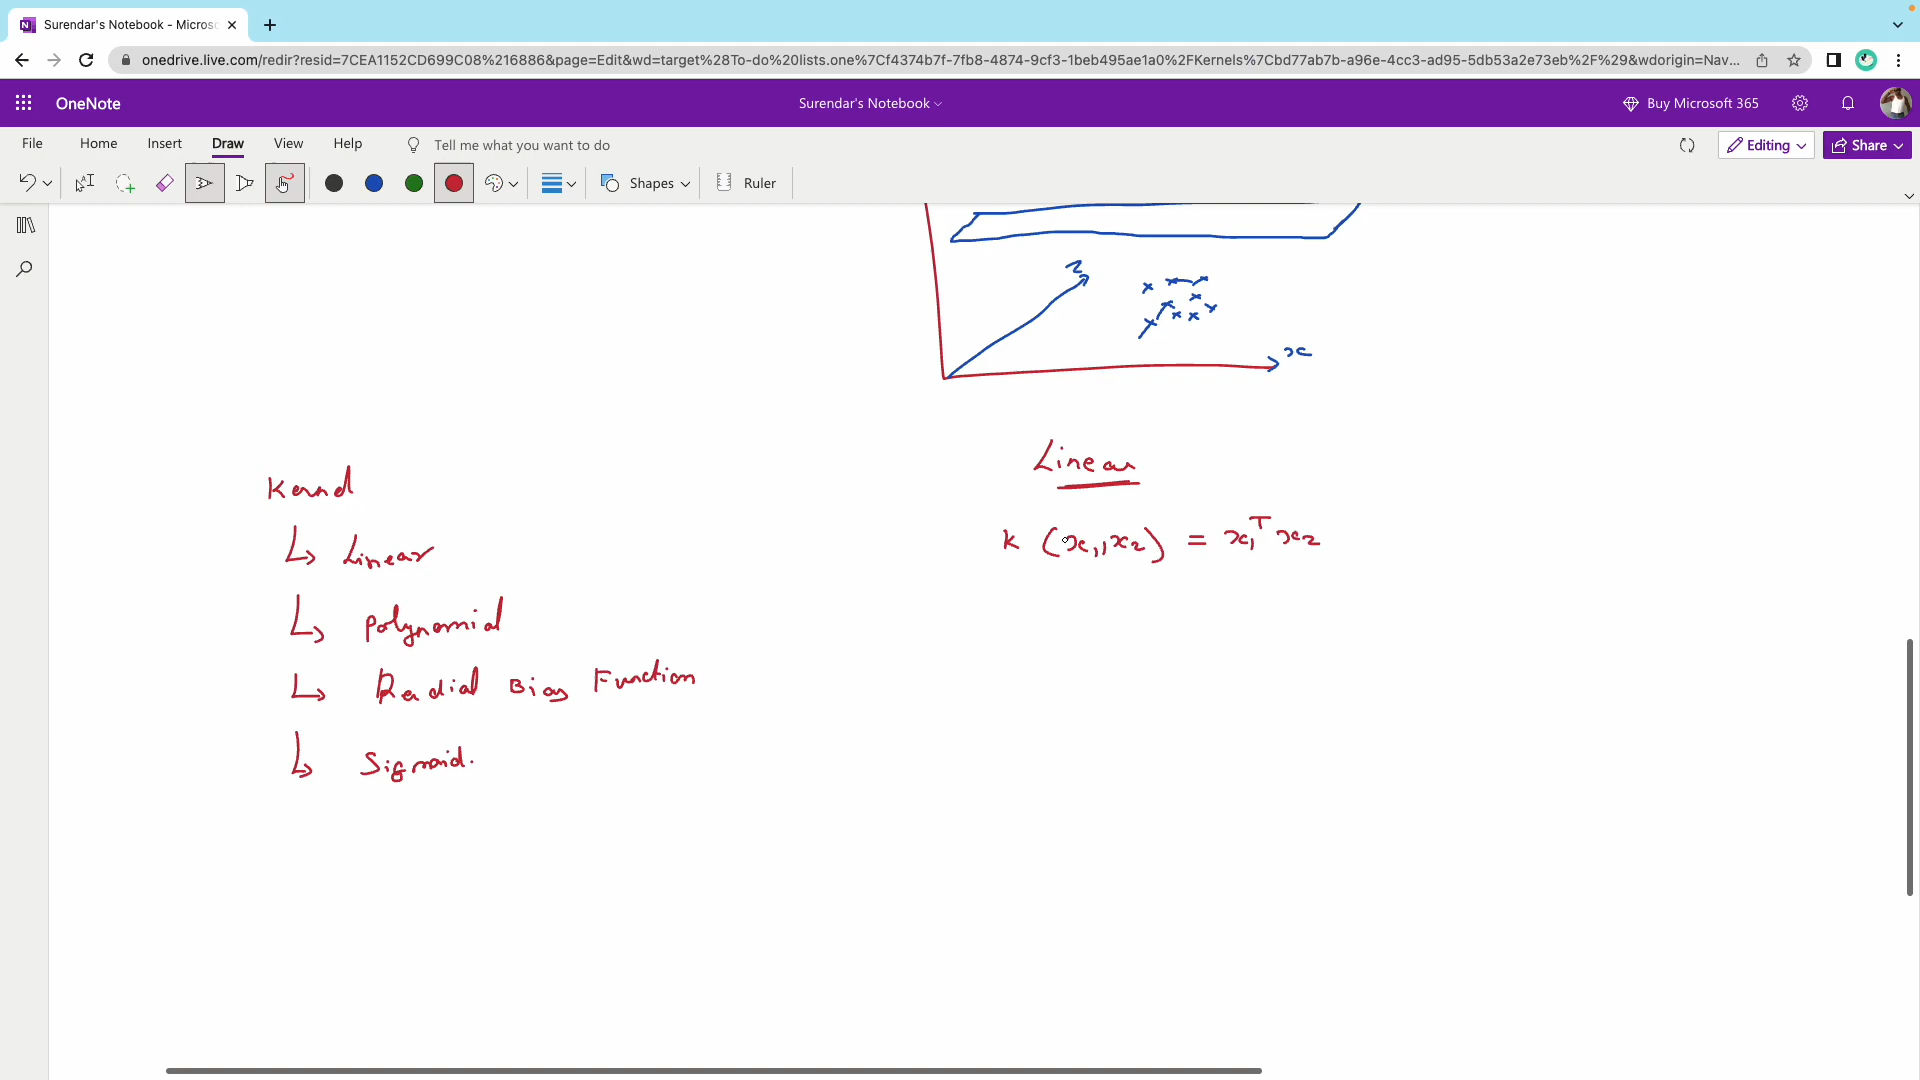 Surendar's Notebook - Micros
onedrive.live.com/redir?resid=7CEA1152CD699C08%216886&page=Edit&wd=target%28To-do%20lists.one%7Cf4374b7f-7fb8-4874-9cf3-1beb495ae1a0%2FKernels%7Cbd77ab7b-a96e-4cc3-ad95-5db53a2e73eb%2F%29&wdorigin=Nav...
OneNote
Surendar's Notebook
Buy Microsoft 365
File Home Insert Draw View Help Tell me what you want to do
Editing Share
Shapes Ruler
z
x
Linear
K (x₁, x₂) = x₁ᵀ x₂
Kernel
Linear
Polynomial
Radial Bias Function
Sigmoid.